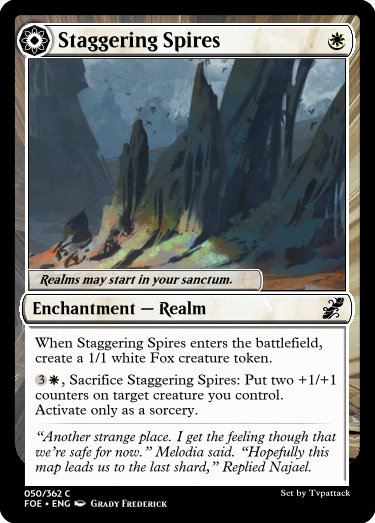 Staggering Spires
Realms may start in your sanctum.
Enchantment — Realm
When Staggering Spires enters the battlefield,
create a 1/1 white Fox creature token.
3, Sacrifice Staggering Spires: Put two +1/+1
counters on target creature you control.
Activate only as a sorcery.
“Another strange place. I get the feeling though that
we’re safe for now.” Melodia said. “Hopefully this
map leads us to the last shard,” Replied Najael.
050/362 C
FOE • ENG Grady Frederick
Set by Tvpattack